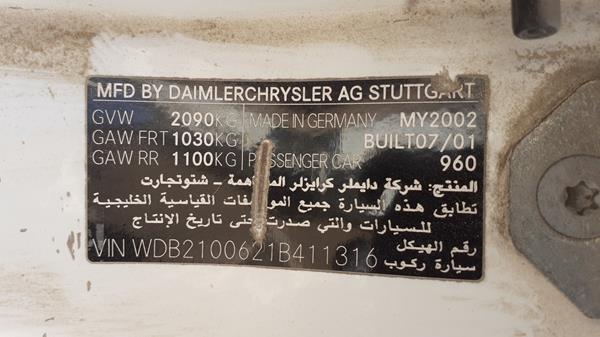 MFD BY DAIMLERCHRYSLER AG STUTTGART
GVW 2090KG MADE IN GERMANY MY2002
GAW FRT 1030KG BUILT07/01
GAW RR 1100KG PASSENGER CAR 960
المنتج: شركة دايملر كرايزلر المساهمة – شتوتجارت
تطابق هذه السيارة جميع المواصفات القياسية الخليجية
للسيارات والتي صدرت حتى تاريخ الإنتاج
VIN WDB2100621B411316 رقم الهيكل
سيارة ركوب